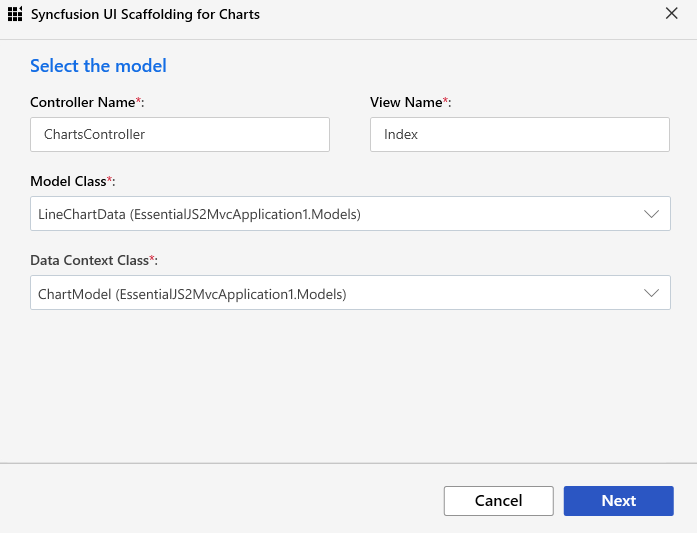 Syncfusion UI Scaffolding for Charts
Select the model
Controller Name*: View Name*:
ChartsController Index
Model Class*:
LineChartData (EssentialJS2MvcApplication1.Models)
Data Context Class*:
ChartModel (EssentialJS2MvcApplication1.Models)
Cancel Next